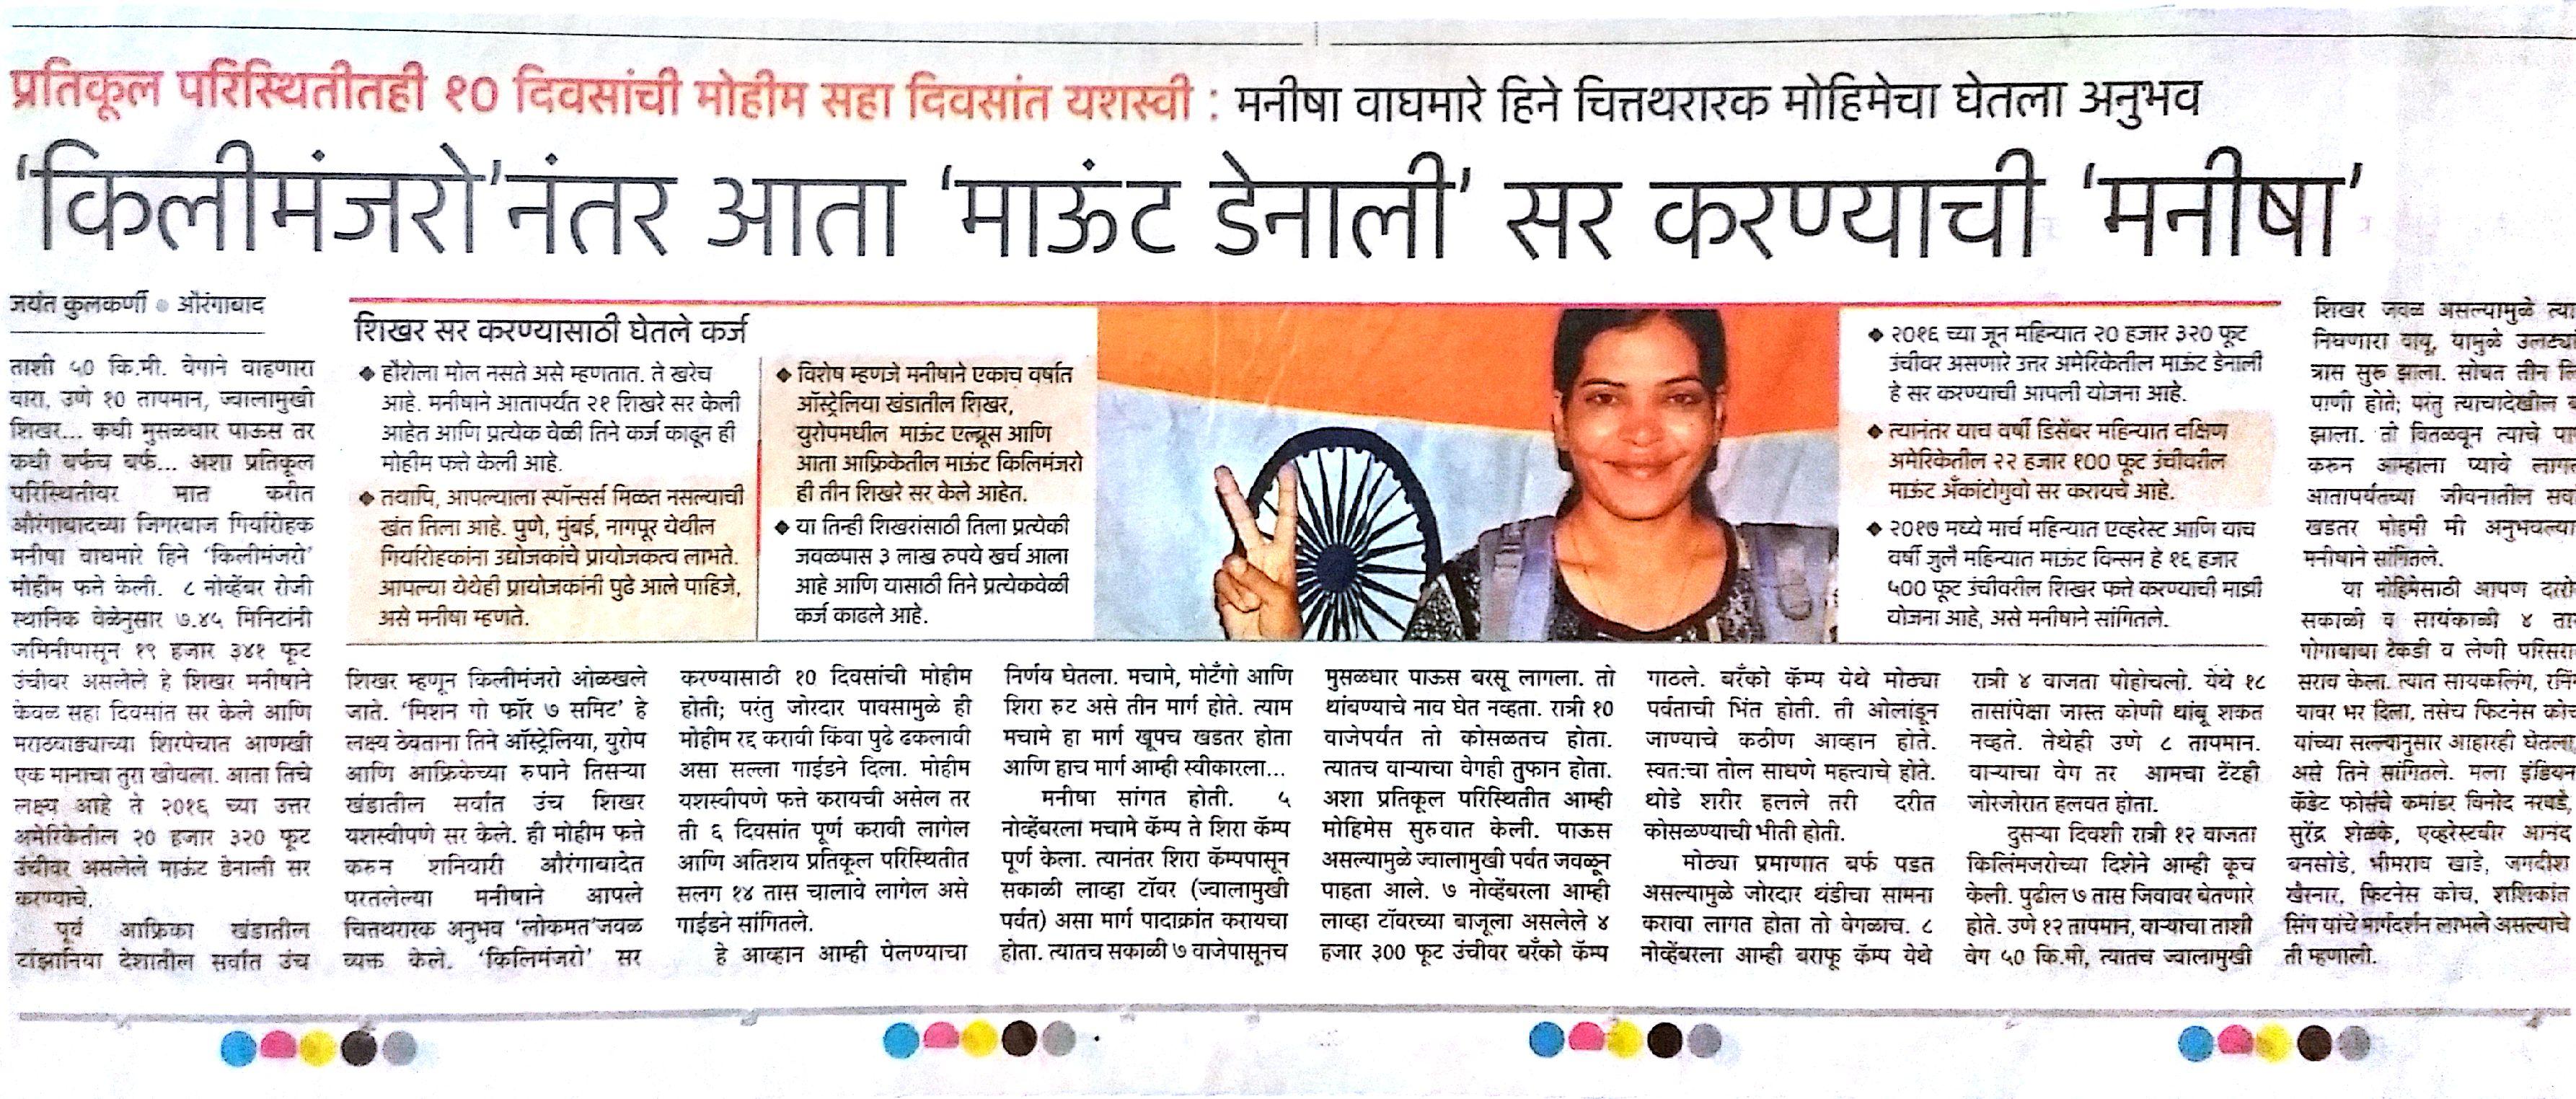 प्रतिकूल परिस्थितीतही १० दिवसांची मोहीम सहा दिवसांत यशस्वी : मनीषा वाघमारे हिने चित्तथरारक मोहिमेचा घेतला अनुभव
‘किलीमंजरो’नंतर आता ‘माऊंट डेनाली’ सर करण्याची ‘मनीषा’
जयंत कुलकर्णी ● औरंगाबाद
ताशी ५० कि.मी. वेगाने वाहणारा
वारा, उणे १० तापमान, ज्वालामुखी
शिखर... कधी मुसळधार पाऊस तर
कधी बर्फच बर्फ... अशा प्रतिकूल
परिस्थितीवर मात करीत
औरंगाबादच्या जिगरबाज गिर्यारोहक
मनीषा वाघमारे हिने ‘किलीमंजरो’
मोहीम फत्ते केली. ८ नोव्हेंबर रोजी
स्थानिक वेळेनुसार ७.४५ मिनिटांनी
जमिनीपासून १९ हजार ३४१ फूट
उंचीवर असलेले हे शिखर मनीषाने
केवळ सहा दिवसांत सर केले आणि
मराठवाड्याच्या शिरपेचात आणखी
एक मानाचा तुरा खोवला. आता तिचे
लक्ष्य आहे ते २०१६ च्या उत्तर
अमेरिकेतील २० हजार ३२० फूट
उंचीवर असलेले माऊंट डेनाली सर
करण्याचे.
पूर्व आफ्रिका खंडातील
टांझानिया देशातील सर्वात उंच
शिखर सर करण्यासाठी घेतले कर्ज
◆ हौशेला मोल नसते असे म्हणतात. ते खरेच
आहे. मनीषाने आतापर्यंत २१ शिखरे सर केली
आहेत आणि प्रत्येक वेळी तिने कर्ज काढून ही
मोहीम फत्ते केली आहे.
◆ तथापि, आपल्याला स्पॉन्सर्स मिळत नसल्याची
खंत तिला आहे. पुणे, मुंबई, नागपूर येथील
गिर्यारोहकांना उद्योजकांचे प्रायोजकत्व लाभते.
आपल्या येथेही प्रायोजकांनी पुढे आले पाहिजे,
असे मनीषा म्हणते.
◆ विशेष म्हणजे मनीषाने एकाच वर्षात
ऑस्ट्रेलिया खंडातील शिखर,
युरोपमधील माऊंट एल्ब्रूस आणि
आता आफ्रिकेतील माऊंट किलिमंजरो
ही तीन शिखरे सर केले आहेत.
◆ या तिन्ही शिखरांसाठी तिला प्रत्येकी
जवळपास ३ लाख रुपये खर्च आला
आहे आणि यासाठी तिने प्रत्येकवेळी
कर्ज काढले आहे.
◆ २०१६ च्या जून महिन्यात २० हजार ३२० फूट
उंचीवर असणारे उत्तर अमेरिकेतील माऊंट डेनाली
हे सर करण्याची आपली योजना आहे.
◆ त्यानंतर याच वर्षी डिसेंबर महिन्यात दक्षिण
अमेरिकेतील २२ हजार १०० फूट उंचीवरील
माऊंट अँकांटोगुवो सर करायचे आहे.
◆ २०१७ मध्ये मार्च महिन्यात एव्हरेस्ट आणि याच
वर्षी जुलै महिन्यात माऊंट विन्सन हे १६ हजार
५०० फूट उंचीवरील शिखर फत्ते करण्याची माझी
योजना आहे, असे मनीषाने सांगितले.
शिखर म्हणून किलीमंजरो ओळखले
जाते. ‘मिशन गो फॉर ७ समिट’ हे
लक्ष्य ठेवताना तिने ऑस्ट्रेलिया, युरोप
आणि आफ्रिकेच्या रुपाने तिसऱ्या
खंडातील सर्वात उंच शिखर
यशस्वीपणे सर केले. ही मोहीम फत्ते
करुन शनिवारी औरंगाबादेत
परतलेल्या मनीषाने आपले
चित्तथरारक अनुभव ‘लोकमत’जवळ
व्यक्त केले. ‘किलिमंजरो’ सर
करण्यासाठी १० दिवसांची मोहीम
होती; परंतु जोरदार पावसामुळे ही
मोहीम रद्द करावी किंवा पुढे ढकलावी
असा सल्ला गाईडने दिला. मोहीम
यशस्वीपणे फत्ते करायची असेल तर
ती ६ दिवसांत पूर्ण करावी लागेल
आणि अतिशय प्रतिकूल परिस्थितीत
सलग १४ तास चालावे लागेल असे
गाईडने सांगितले.
हे आव्हान आम्ही पेलण्याचा
निर्णय घेतला. मचामे, मोटँगो आणि
शिरा रुट असे तीन मार्ग होते. त्याम
मचामे हा मार्ग खूपच खडतर होता
आणि हाच मार्ग आम्ही स्वीकारला...
मनीषा सांगत होती. ५
नोव्हेंबरला मचामे कॅम्प ते शिरा कॅम्प
पूर्ण केला. त्यानंतर शिरा कॅम्पपासून
सकाळी लाव्हा टॉवर (ज्वालामुखी
पर्वत) असा मार्ग पादाक्रांत करायचा
होता. त्यातच सकाळी ७ वाजेपासूनच
मुसळधार पाऊस बरसू लागला. तो
थांबण्याचे नाव घेत नव्हता. रात्री १०
वाजेपर्यंत तो कोसळतच होता.
त्यातच वाऱ्याचा वेगही तुफान होता.
अशा प्रतिकूल परिस्थितीत आम्ही
मोहिमेस सुरुवात केली. पाऊस
असल्यामुळे ज्वालामुखी पर्वत जवळून
पाहता आले. ७ नोव्हेंबरला आम्ही
लाव्हा टॉवरच्या बाजूला असलेले ४
हजार ३०० फूट उंचीवर बरँको कॅम्प
गाठले. बरँको कॅम्प येथे मोठ्या
पर्वताची भिंत होती. ती ओलांडून
जाण्याचे कठीण आव्हान होते.
स्वत:चा तोल साधणे महत्त्वाचे होते.
थोडे शरीर हलले तरी दरीत
कोसळण्याची भीती होती.
मोठ्या प्रमाणात बर्फ पडत
असल्यामुळे जोरदार थंडीचा सामना
करावा लागत होता तो वेगळाच. ८
नोव्हेंबरला आम्ही बराफू कॅम्प येथे
रात्री ४ वाजता पोहोचलो. येथे १८
तासांपेक्षा जास्त कोणी थांबू शकत
नव्हते. तेथेही उणे ८ तापमान.
वाऱ्याचा वेग तर आमचा टेंटही
जोरजोरात हलवत होता.
दुसऱ्या दिवशी रात्री १२ वाजता
किलिंमजरोच्या दिशेने आम्ही कूच
केली. पुढील ७ तास जिवावर बेतणारे
होते. उणे १२ तापमान, वाऱ्याचा ताशी
वेग ५० कि.मी, त्यातच ज्वालामुखी
शिखर जवळ असल्यामुळे त्या
निघणारा वायू, यामुळे उलट्या
त्रास सुरू झाला. सोबत तीन
पाणी होते; परंतु त्याचादेखील
झाला. तो वितळवून त्याचे
करुन आम्हाला प्यावे
आतापर्यंतच्या जीवनातील
खडतर मोहमी मी
मनीषाने सांगितले.
या मोहिमेसाठी आपण
सकाळी व सायंकाळी ४
गोगाबाबा टेकडी व लेणी
सराव केला. त्यात सायकलिंग,
यावर भर दिला, तसेच फिटनेस
यांच्या सल्ल्यानुसार आहारही घेतला,
असे तिने सांगितले. मला इंडियन
कॅडेट फोर्सचे कमांडर विनोद नरवडे,
सुरेंद्र शेळके, एव्हरेस्टवीर आनंद
बनसोडे, भीमराव खाडे, जगदीश
खैरनार, फिटनेस कोच, शशिकांत
सिंग यांचे मार्गदर्शन लाभले असल्याचे
ती म्हणाली.